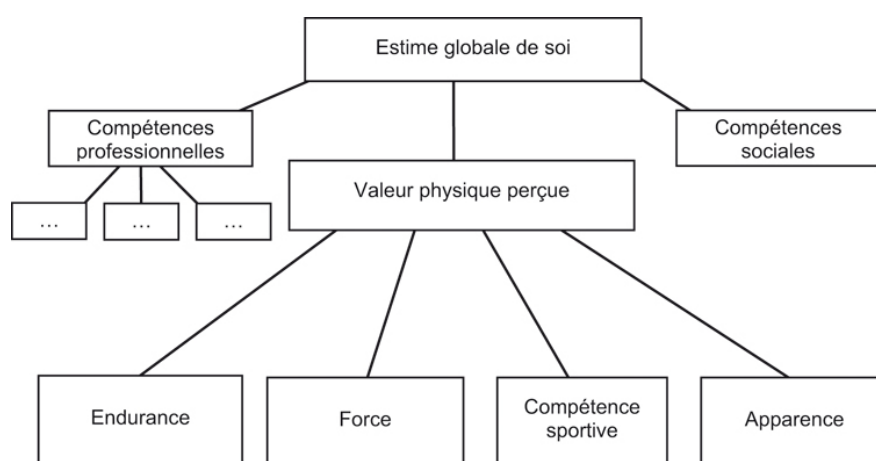 Estime globale de soi
Compétences
professionnelles
Compétences
sociales
Valeur physique perçue
...
...
...
Endurance
Force
Compétence
sportive
Apparence